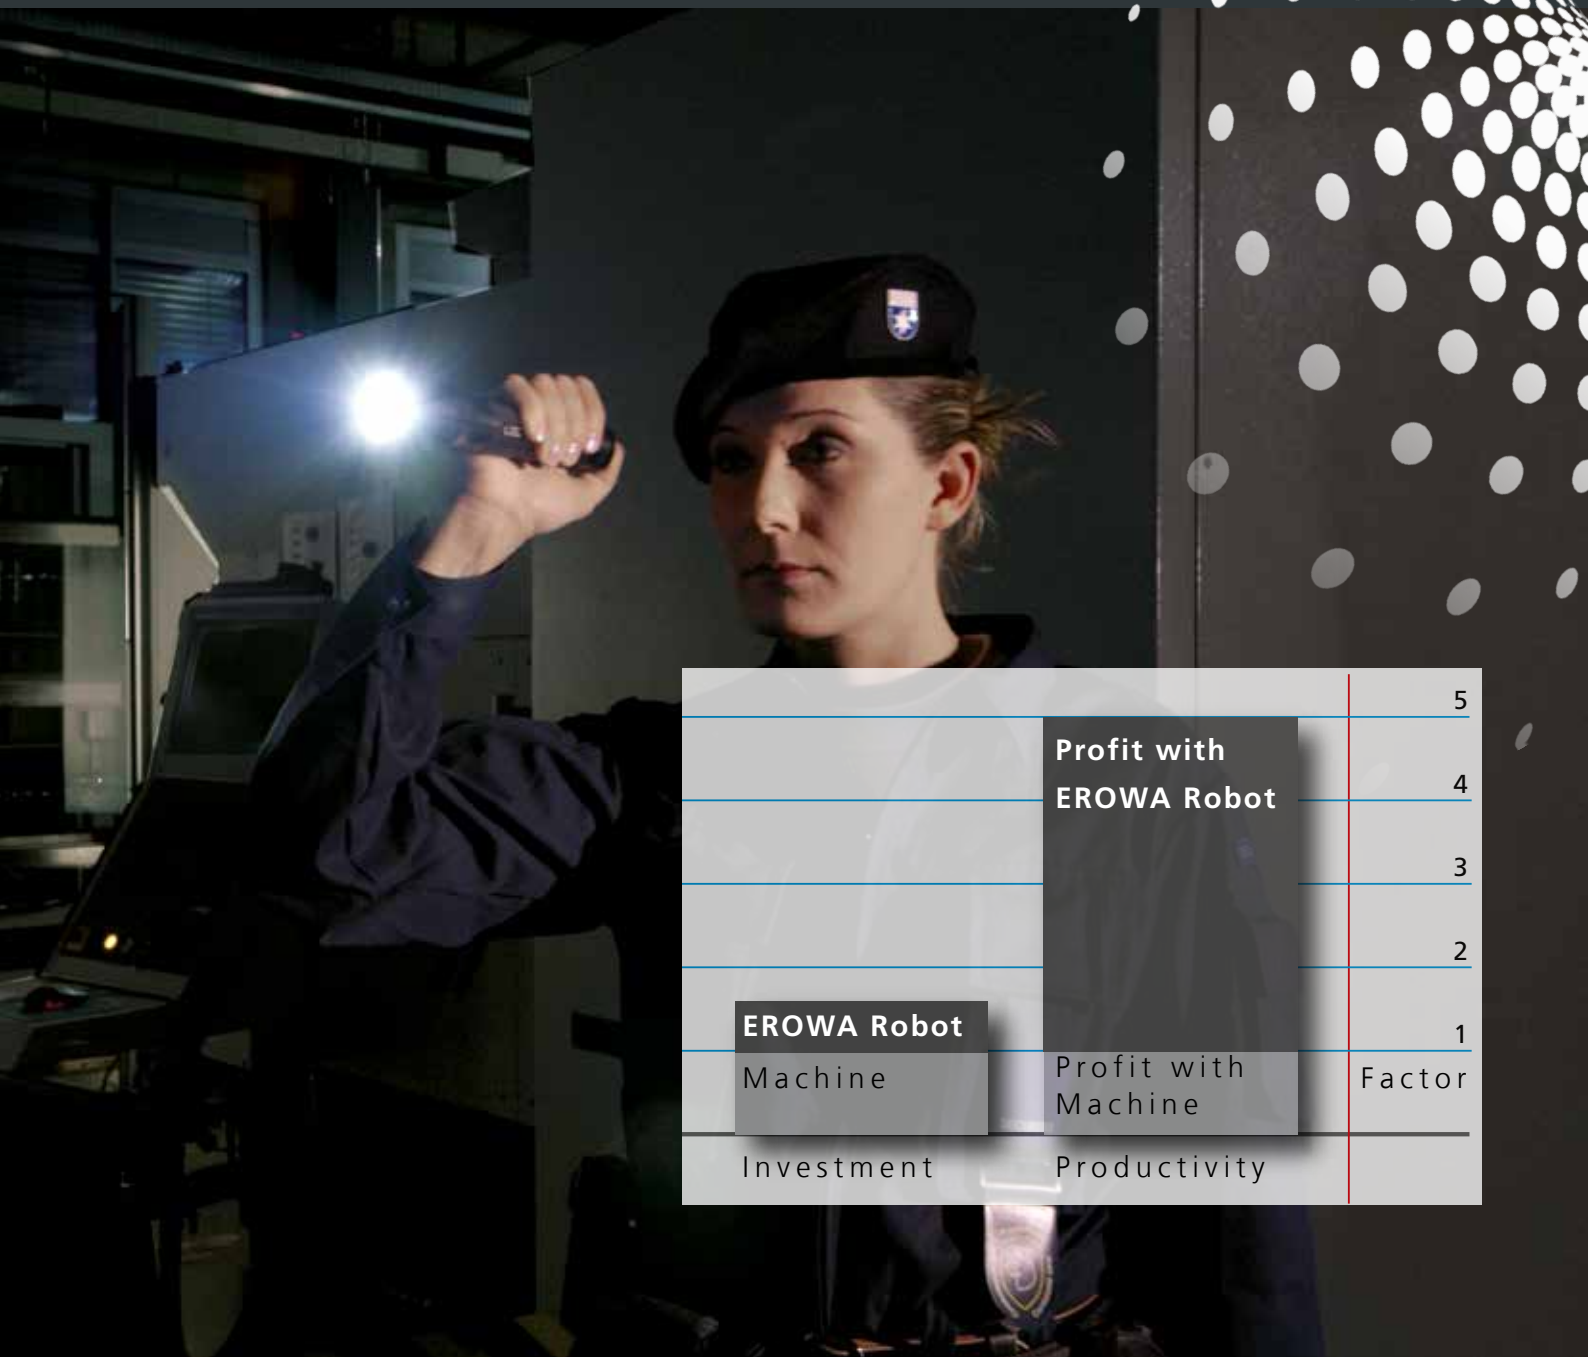 5
Profit with
4
EROWA Robot
3
2
EROWA Robot
1
Machine
Profit with
Machine
Factor
Investment
Productivity